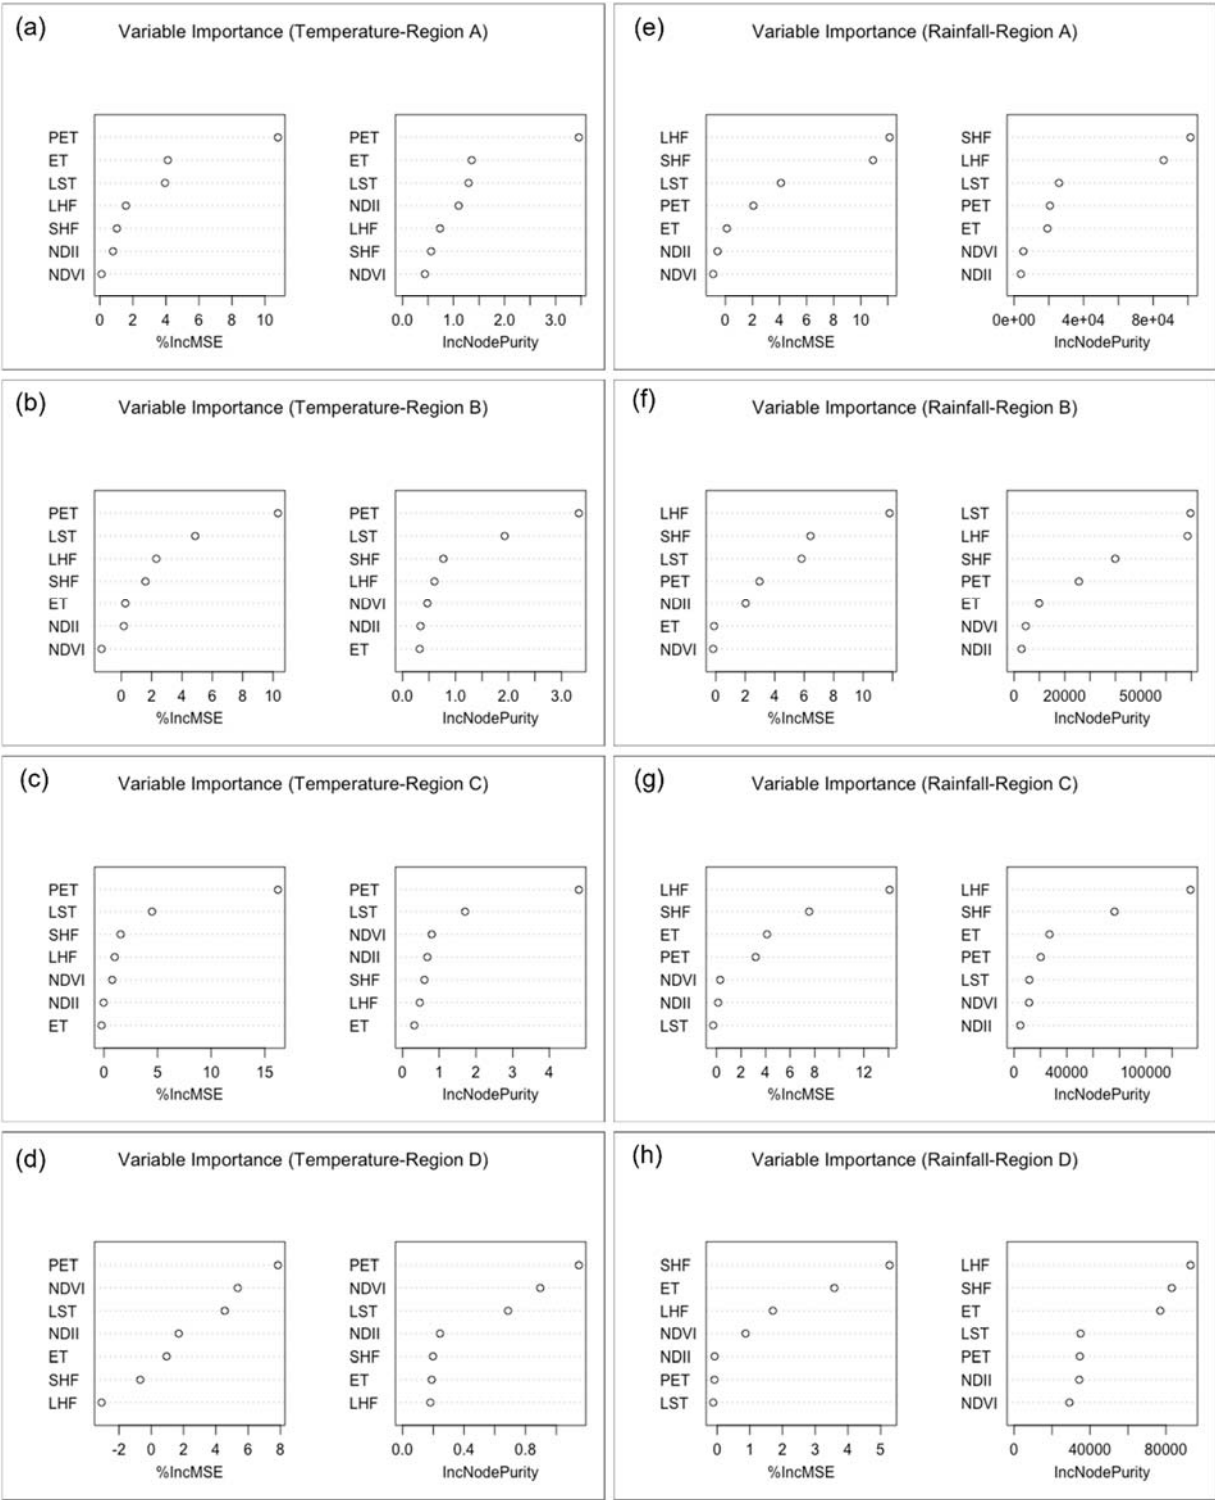 (a)
Variable Importance (Temperature-Region A)
PET
ET
LST
LHF
SHF
NDII
NDVI
0 2 4 6 8 10
%IncMSE
PET
ET
LST
NDII
LHF
SHF
NDVI
0.0 1.0 2.0 3.0
IncNodePurity
(e)
Variable Importance (Rainfall-Region A)
LHF
SHF
LST
PET
ET
NDII
NDVI
0 2 4 6 8 10
%IncMSE
SHF
LHF
LST
PET
ET
NDVI
NDII
0e+00 4e+04 8e+04
IncNodePurity
(b)
Variable Importance (Temperature-Region B)
PET
LST
LHF
SHF
ET
NDII
NDVI
0 2 4 6 8 10
%IncMSE
PET
LST
SHF
LHF
NDVI
NDII
ET
0.0 1.0 2.0 3.0
IncNodePurity
(f)
Variable Importance (Rainfall-Region B)
LHF
SHF
LST
PET
NDII
ET
NDVI
0 2 4 6 8 10
%IncMSE
LST
LHF
SHF
PET
ET
NDVI
NDII
0 20000 50000
IncNodePurity
(c)
Variable Importance (Temperature-Region C)
PET
LST
SHF
LHF
NDVI
NDII
ET
0 5 10 15
%IncMSE
PET
LST
NDVI
NDII
SHF
LHF
ET
0 1 2 3 4
IncNodePurity
(g)
Variable Importance (Rainfall-Region C)
LHF
SHF
ET
PET
NDVI
NDII
LST
0 2 4 6 8 12
%IncMSE
LHF
SHF
ET
PET
LST
NDVI
NDII
0 40000 100000
IncNodePurity
(d)
Variable Importance (Temperature-Region D)
PET
NDVI
LST
NDII
ET
SHF
LHF
-2 0 2 4 6 8
%IncMSE
PET
NDVI
LST
NDII
SHF
ET
LHF
0.0 0.4 0.8
IncNodePurity
(h)
Variable Importance (Rainfall-Region D)
SHF
ET
LHF
NDVI
NDII
PET
LST
0 1 2 3 4 5
%IncMSE
LHF
SHF
ET
LST
PET
NDII
NDVI
0 40000 80000
IncNodePurity